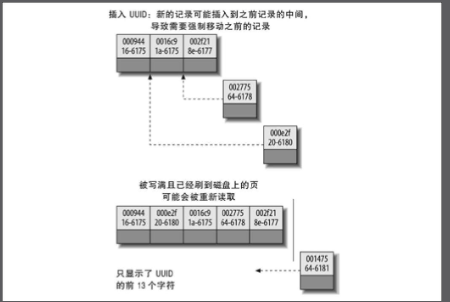 插入 UUID：新的记录可能插入到之前记录的中间，
导致需要强制移动之前的记录
000944 0016c9 002f21
16-6175 1a-6175 8e-6177
002775
64-6178
000e2f
20-6180
被写满且已经刷到磁盘上的页
可能会被重新读取
000944 000e2f 0016c9 002775 002f21
16-6175 20-6180 1a-6175 64-6178 8e-6177
001475
64-6181
只显示了 UUID
的前 13 个字符